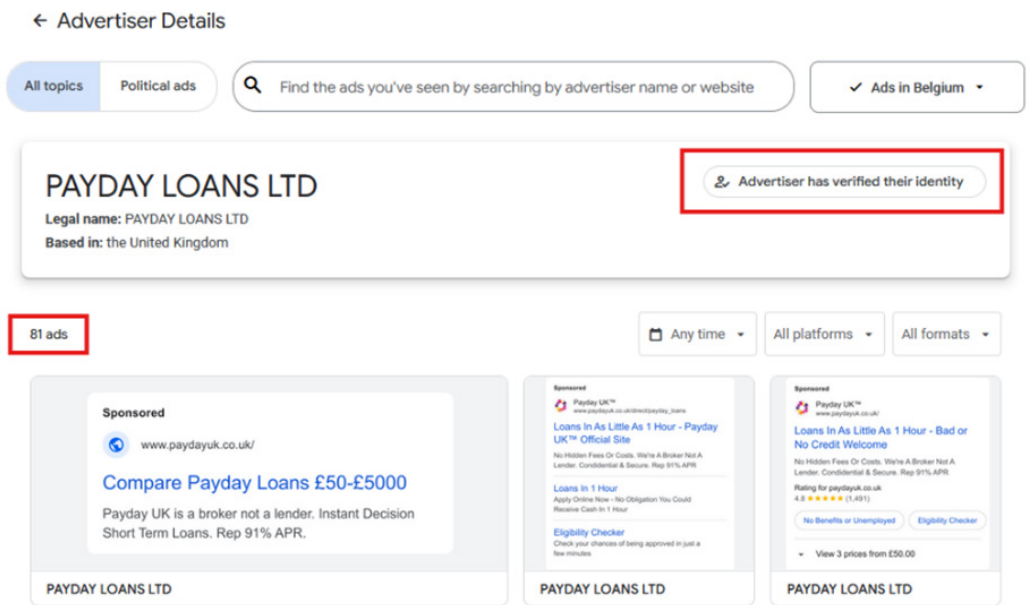 ← Advertiser Details
All topics
Political ads
Find the ads you've seen by searching by advertiser name or website
Ads in Belgium
PAYDAY LOANS LTD
Advertiser has verified their identity
Legal name: PAYDAY LOANS LTD
Based in: the United Kingdom
81 ads
Any time
All platforms
All formats
Sponsored
www.paydayuk.co.uk/
Compare Payday Loans £50-£5000
Payday UK is a broker not a lender. Instant Decision
Short Term Loans. Rep 91% APR.
PAYDAY LOANS LTD
Sponsored
Payday UK™
www.paydayuk.co.uk/direct/payday_loans
Loans In As Little As 1 Hour - Payday
UK™ Official Site
No Hidden Fees Or Costs. We're A Broker Not A
Lender. Condidential & Secure. Rep 91% APR
Loans In 1 Hour
Apply Online Now - No Obligation You Could
Receive Cash In 1 Hour
Eligibility Checker
Check your chances of being approved in just a
few minutes
PAYDAY LOANS LTD
Sponsored
Payday UK™
www.paydayuk.co.uk/
Loans In As Little As 1 Hour - Bad or
No Credit Welcome
No Hidden Fees Or Costs. We're A Broker Not A
Lender. Condidential & Secure. Rep 91% APR
Rating for paydayuk.co.uk
4.8 ★★★★★ (1,491)
No Benefits or Unemployed
Eligibility Checker
View 3 prices from £50.00
PAYDAY LOANS LTD